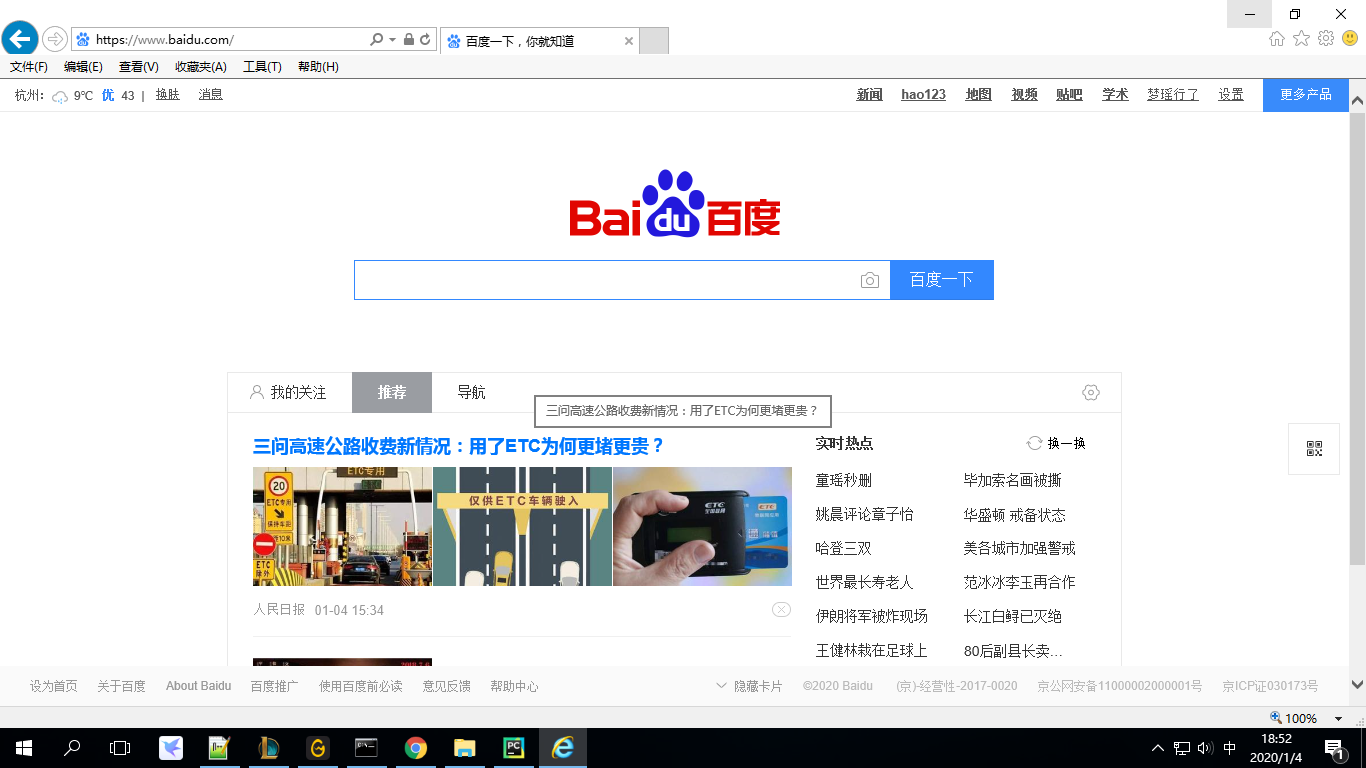 https://www.baidu.com/
百度一下，你就知道
文件(F) 编辑(E) 查看(V) 收藏夹(A) 工具(T) 帮助(H)
杭州： 9℃ 优 43 | 换肤 消息
新闻 hao123 地图 视频 贴吧 学术 梦瑶行了 设置 更多产品
Bai du 百度
百度一下
我的关注 推荐 导航
三问高速公路收费新情况：用了ETC为何更堵更贵？
三问高速公路收费新情况：用了ETC为何更堵更贵？
实时热点 换一换
ETC专用
20
ETC专用
保持车距
ETC
除外
仅供ETC车辆驶入
ETC
ETC
童瑶秒删 毕加索名画被撕
姚晨评论章子怡 华盛顿 戒备状态
哈登三双 美各城市加强警戒
世界最长寿老人 范冰冰李玉再合作
伊朗将军被炸现场 长江白鲟已灭绝
王健林栽在足球上 80后副县长卖...
人民日报 01-04 15:34
设为首页 关于百度 About Baidu 百度推广 使用百度前必读 意见反馈 帮助中心 隐藏卡片 ©2020 Baidu (京)-经营性-2017-0020 京公网安备11000002000001号 京ICP证030173号
100%
中
18:52
2020/1/4
1
PC